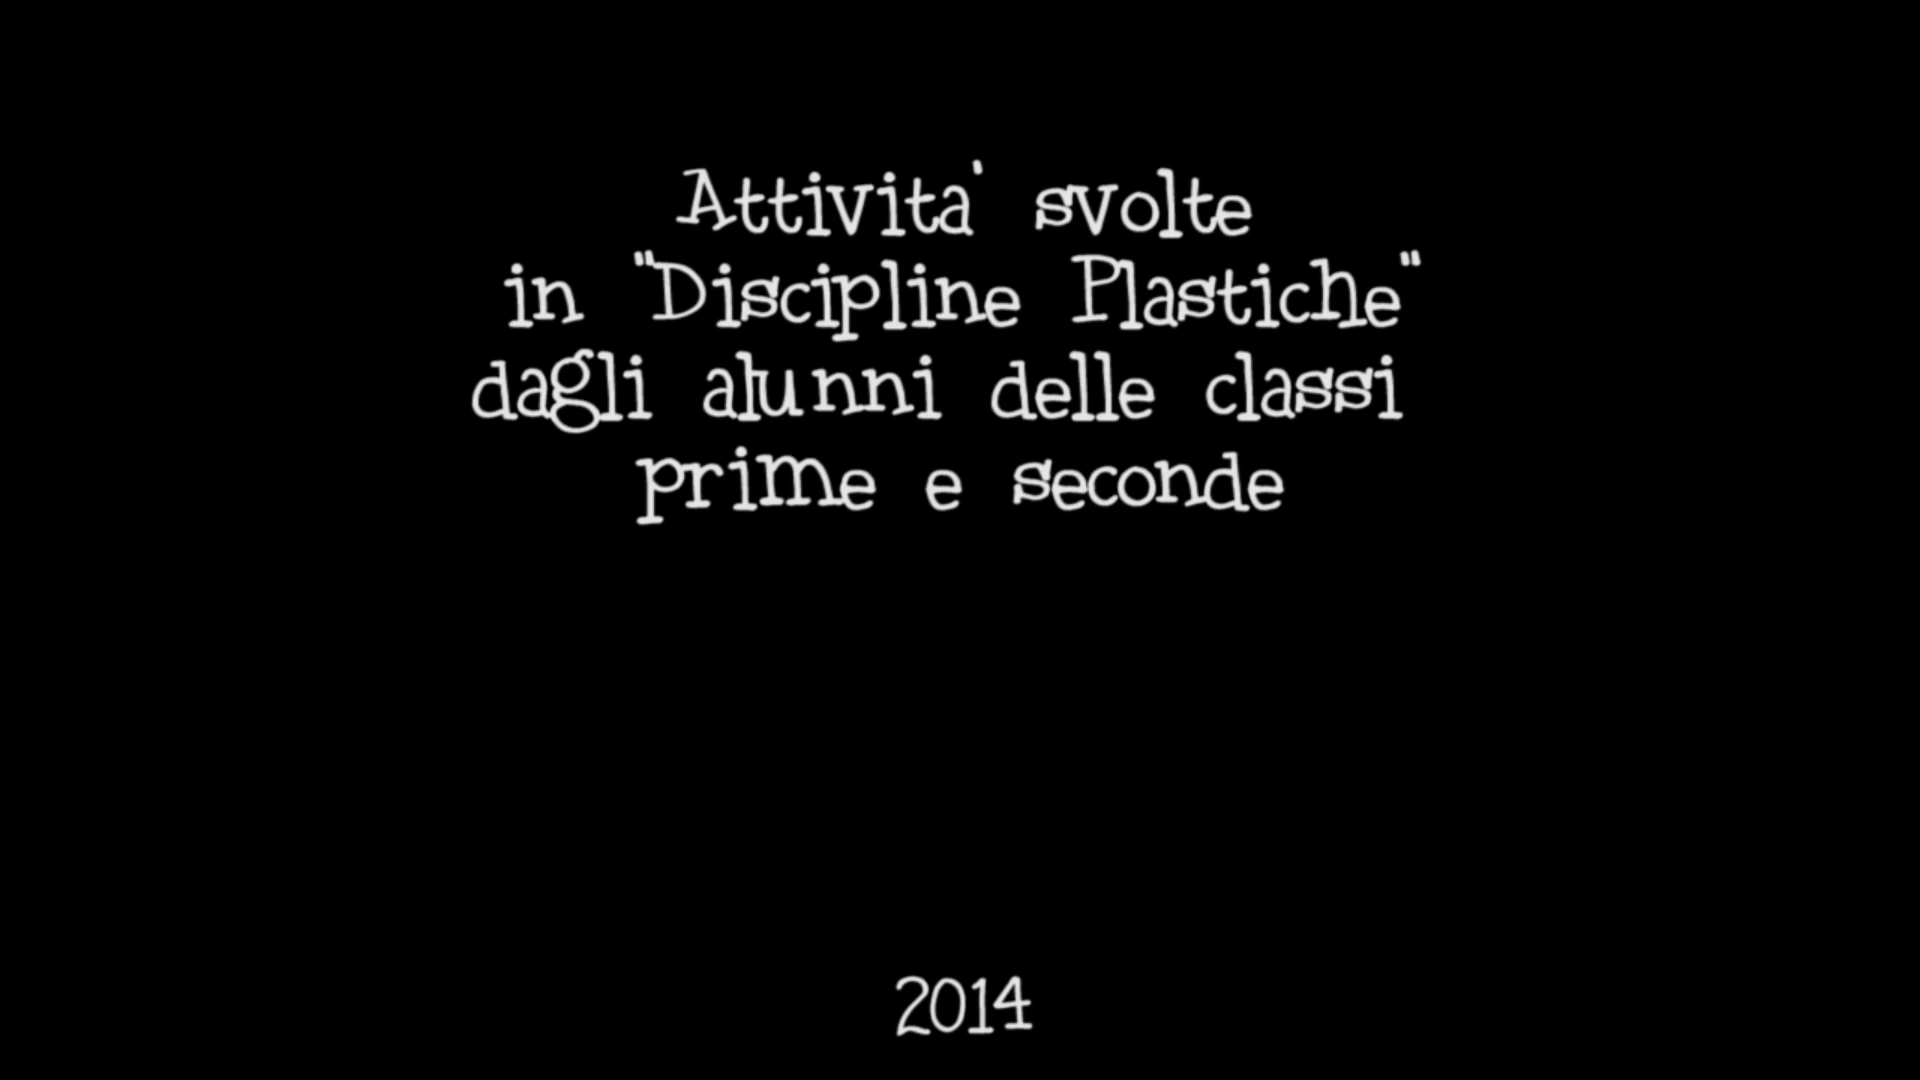 Attivita' svolte
in "Discipline Plastiche"
dagli alunni delle classi
prime e seconde
2014